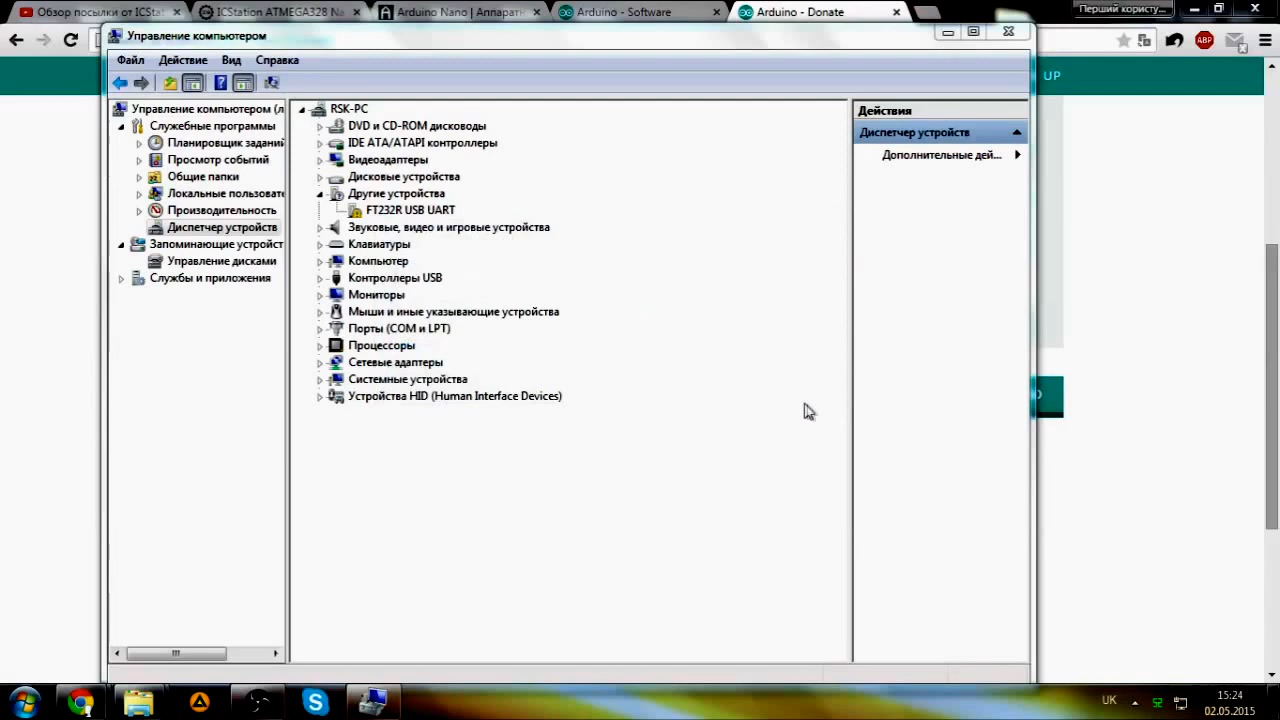 Обзор посылки от ICSt
ICStation ATMEGA328 Na
Arduino Nano | Аппарат
Arduino - Software
Arduino - Donate
Перший користу...
ABP
UP
Управление компьютером
Файл Действие Вид Справка
Управление компьютером (л
Служебные программы
Планировщик заданий
Просмотр событий
Общие папки
Локальные пользоват
Производительность
Диспетчер устройств
Запоминающие устройст
Управление дисками
Службы и приложения
RSK-PC
DVD и CD-ROM дисководы
IDE ATA/ATAPI контроллеры
Видеоадаптеры
Дисковые устройства
Другие устройства
FT232R USB UART
Звуковые, видео и игровые устройства
Клавиатуры
Компьютер
Контроллеры USB
Мониторы
Мыши и иные указывающие устройства
Порты (COM и LPT)
Процессоры
Сетевые адаптеры
Системные устройства
Устройства HID (Human Interface Devices)
Действия
Диспетчер устройств
Дополнительные дей...
UK
15:24
02.05.2015